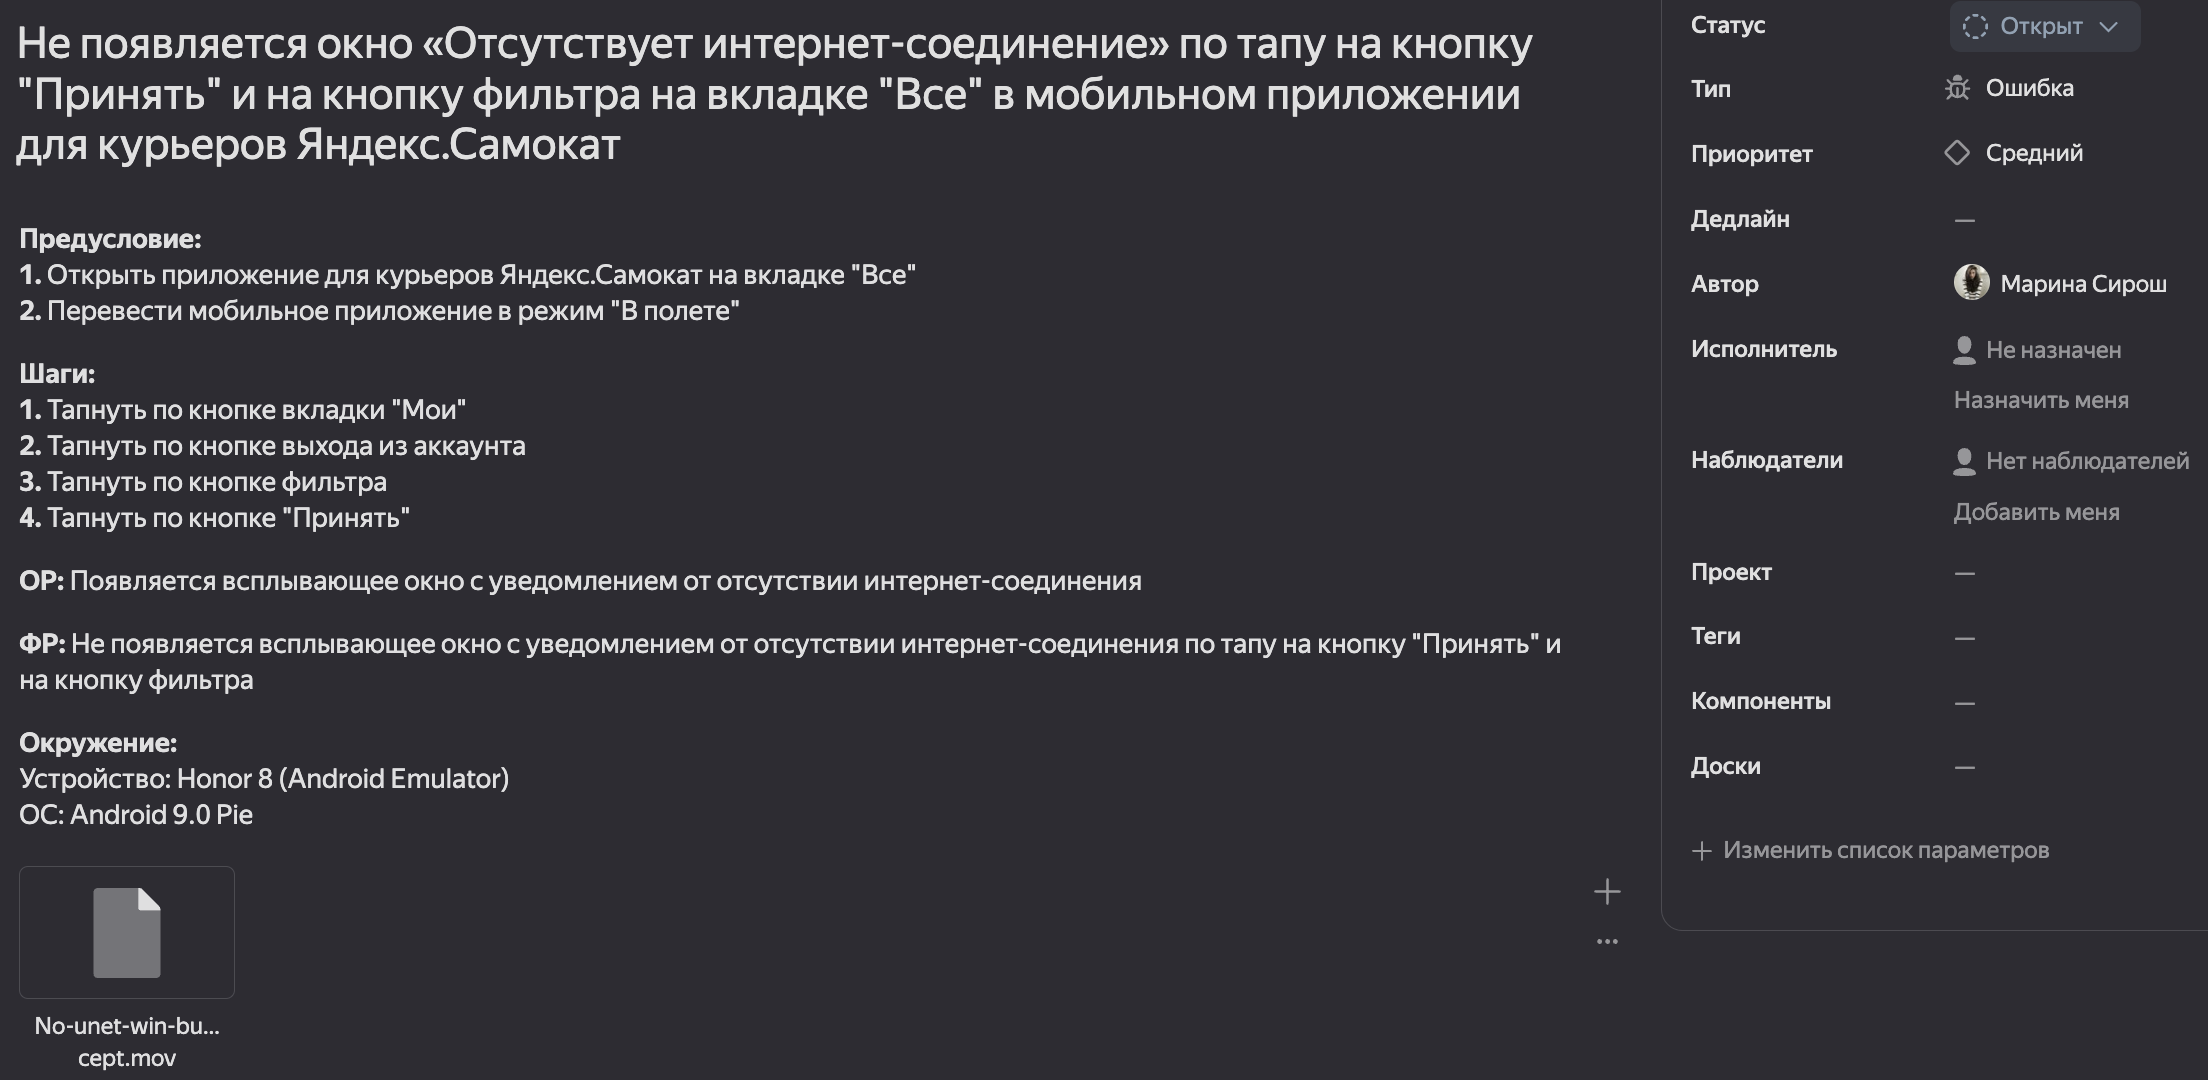 Не появляется окно «Отсутствует интернет-соединение» по тапу на кнопку
"Принять" и на кнопку фильтра на вкладке "Все" в мобильном приложении
для курьеров Яндекс.Самокат
Предусловие:
1. Открыть приложение для курьеров Яндекс.Самокат на вкладке "Все"
2. Перевести мобильное приложение в режим "В полете"
Шаги:
1. Тапнуть по кнопке вкладки "Мои"
2. Тапнуть по кнопке выхода из аккаунта
3. Тапнуть по кнопке фильтра
4. Тапнуть по кнопке "Принять"
ОР: Появляется всплывающее окно с уведомлением от отсутствии интернет-соединения
ФР: Не появляется всплывающее окно с уведомлением от отсутствии интернет-соединения по тапу на кнопку "Принять" и
на кнопку фильтра
Окружение:
Устройство: Honor 8 (Android Emulator)
ОС: Android 9.0 Pie
No-unet-win-bu...
cept.mov
Статус Открыт
Тип Ошибка
Приоритет Средний
Дедлайн —
Автор Марина Сирош
Исполнитель Не назначен
Назначить меня
Наблюдатели Нет наблюдателей
Добавить меня
Проект —
Теги —
Компоненты —
Доски —
+ Изменить список параметров